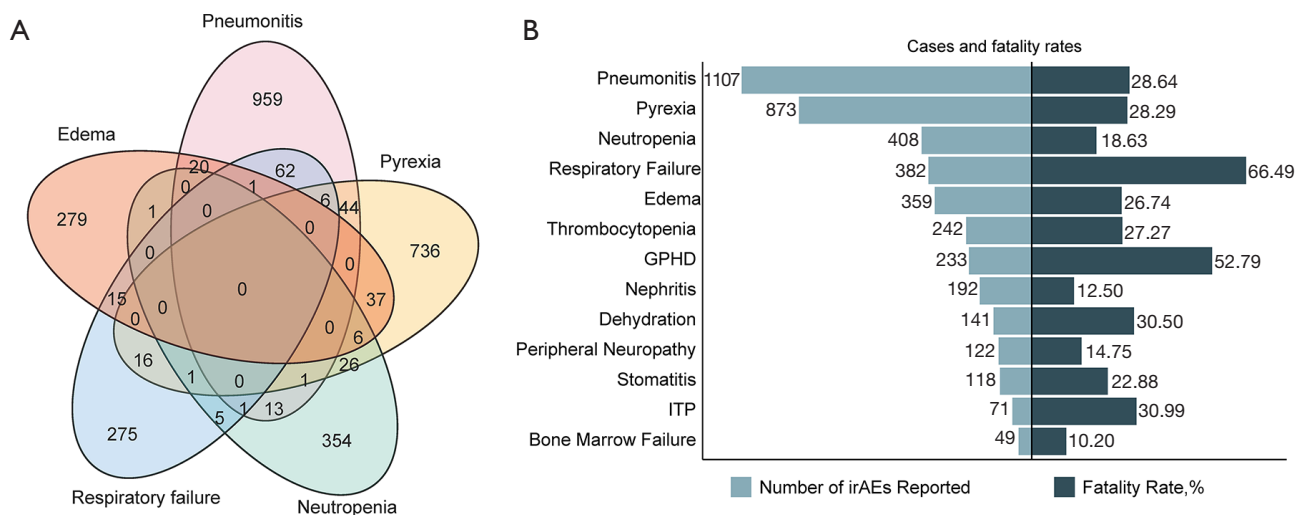 A
Pneumonitis
959
Edema
Pyrexia
20
62
0
1
6
44
279
1
0
0
736
0
0
0
15
0
37
0
0
6
16
26
1
0
1
5
1
13
275
354
Respiratory failure
Neutropenia
B
Cases and fatality rates
Pneumonitis 1107 28.64
Pyrexia 873 28.29
Neutropenia 408 18.63
Respiratory Failure 382 66.49
Edema 359 26.74
Thrombocytopenia 242 27.27
GPHD 233 52.79
Nephritis 192 12.50
Dehydration 141 30.50
Peripheral Neuropathy 122 14.75
Stomatitis 118 22.88
ITP 71 30.99
Bone Marrow Failure 49 10.20
Number of irAEs Reported Fatality Rate,%